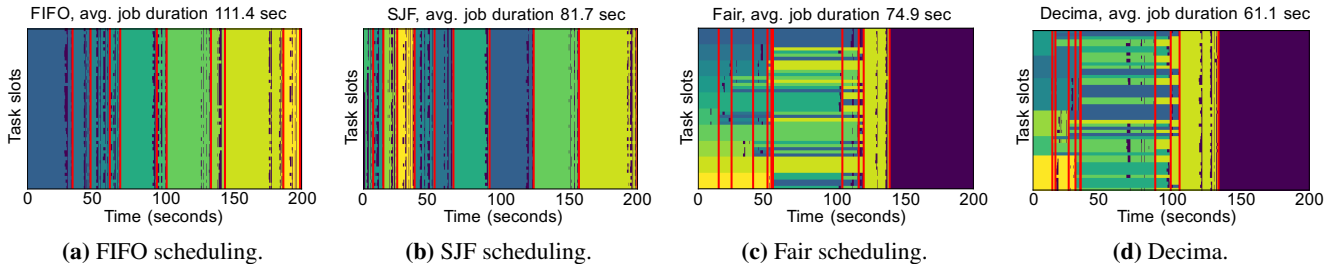 FIFO, avg. job duration 111.4 sec
Task slots
0 50 100 150 200
Time (seconds)
(a) FIFO scheduling.
SJF, avg. job duration 81.7 sec
Task slots
0 50 100 150 200
Time (seconds)
(b) SJF scheduling.
Fair, avg. job duration 74.9 sec
Task slots
0 50 100 150 200
Time (seconds)
(c) Fair scheduling.
Decima, avg. job duration 61.1 sec
Task slots
0 50 100 150 200
Time (seconds)
(d) Decima.